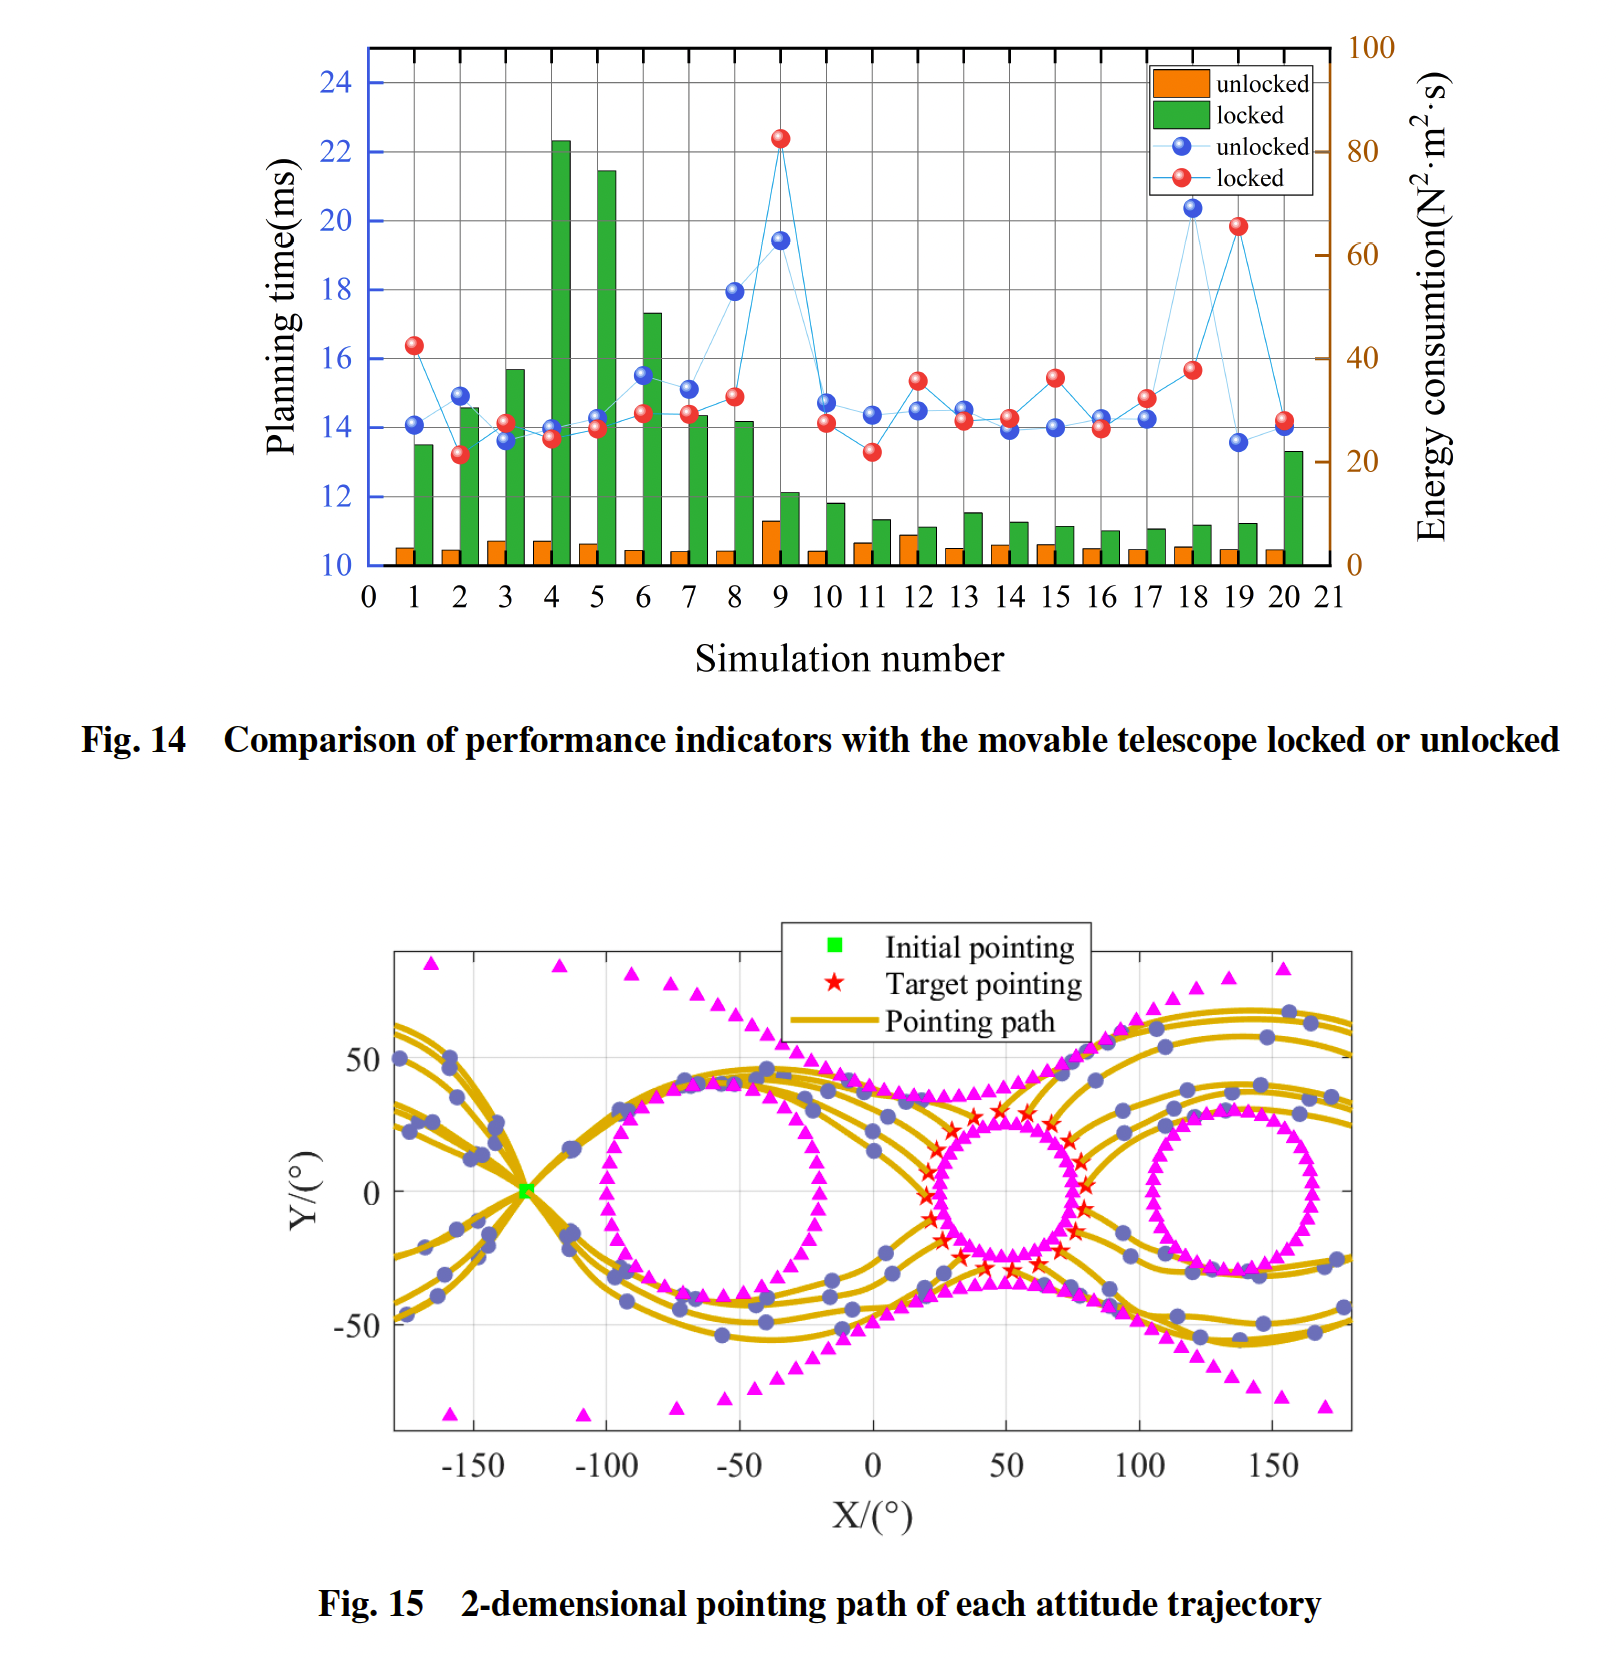 24
22
20
18
16
14
12
10
Planning time(ms)
100
80
60
40
20
0
Energy consumtion(N²·m²·s)
unlocked
locked
unlocked
locked
0 1 2 3 4 5 6 7 8 9 10 11 12 13 14 15 16 17 18 19 20 21
Simulation number
Fig. 14 Comparison of performance indicators with the movable telescope locked or unlocked
Initial pointing
Target pointing
Pointing path
50
0
-50
Y/(°)
-150 -100 -50 0 50 100 150
X/(°)
Fig. 15 2-demensional pointing path of each attitude trajectory